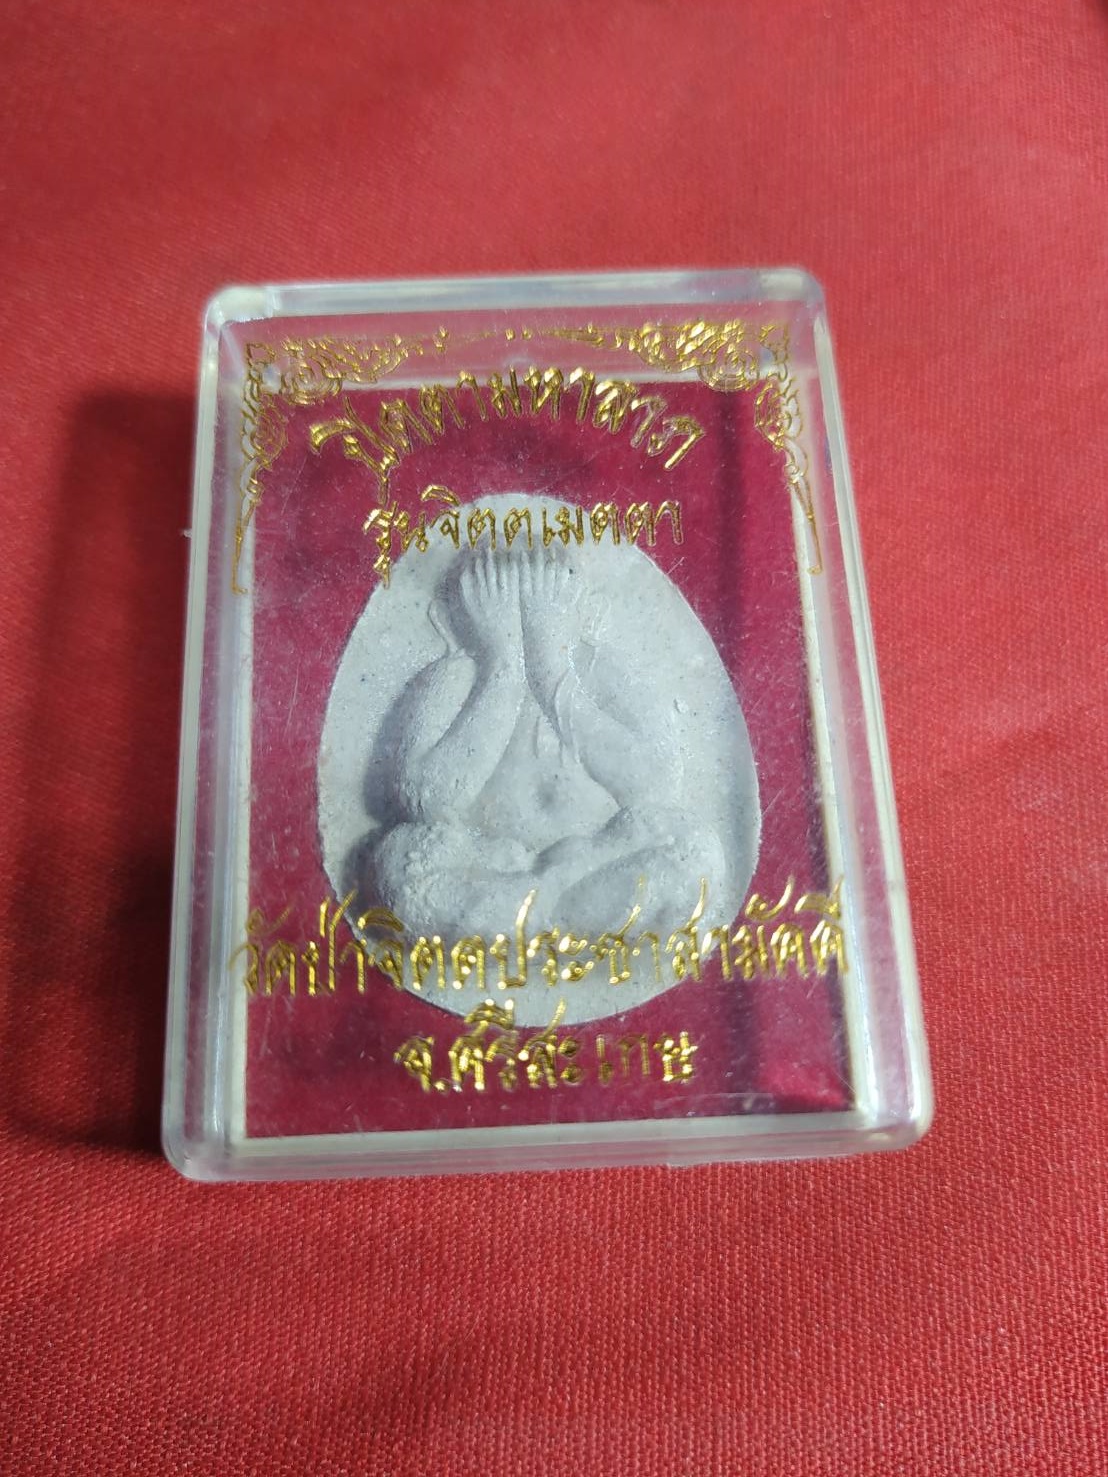 ปิดตามหาลาภ
รุ่นจิตตเมตตา
วัดป่าจิตตประชาสามัคคี
จ.ศรีสะเกษ